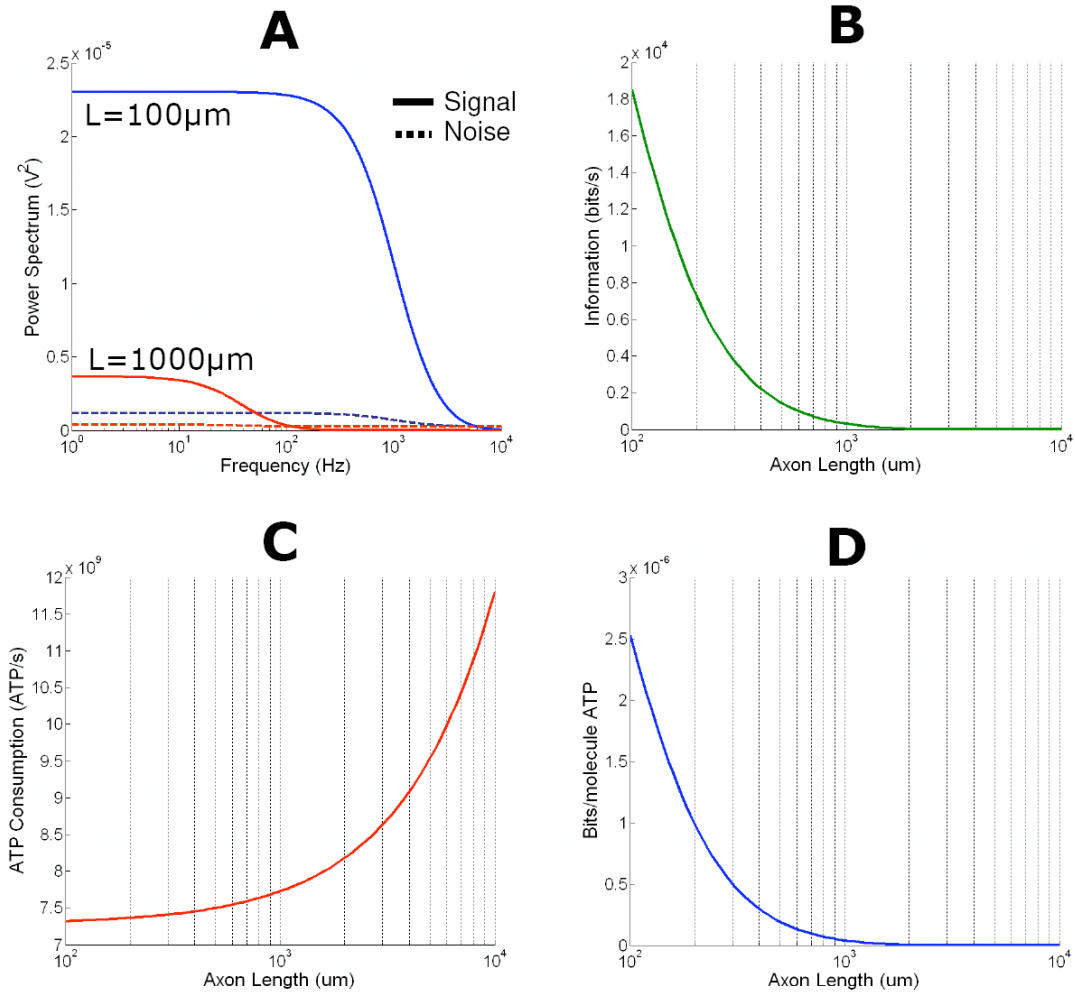 A
x 10^-5
2.5
2
1.5
1
0.5
0
Power Spectrum (V^2)
L=100µm
L=1000µm
Signal
Noise
10^0
10^1
10^2
10^3
10^4
Frequency (Hz)
B
x 10^4
2
1.8
1.6
1.4
1.2
1
0.8
0.6
0.4
0.2
0
Information (bits/s)
10^2
10^3
10^4
Axon Length (um)
C
x 10^9
12
11.5
11
10.5
10
9.5
9
8.5
8
7.5
7
ATP Consumption (ATP/s)
10^2
10^3
10^4
Axon Length (um)
D
x 10^-6
3
2.5
2
1.5
1
0.5
0
Bits/molecule ATP
10^2
10^3
10^4
Axon Length (um)